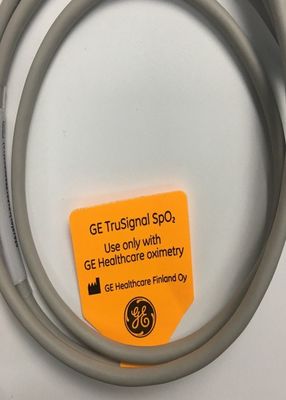 GE TruSignal SpO₂
Use only with
GE Healthcare oximetry
GE Healthcare Finland Oy
GE